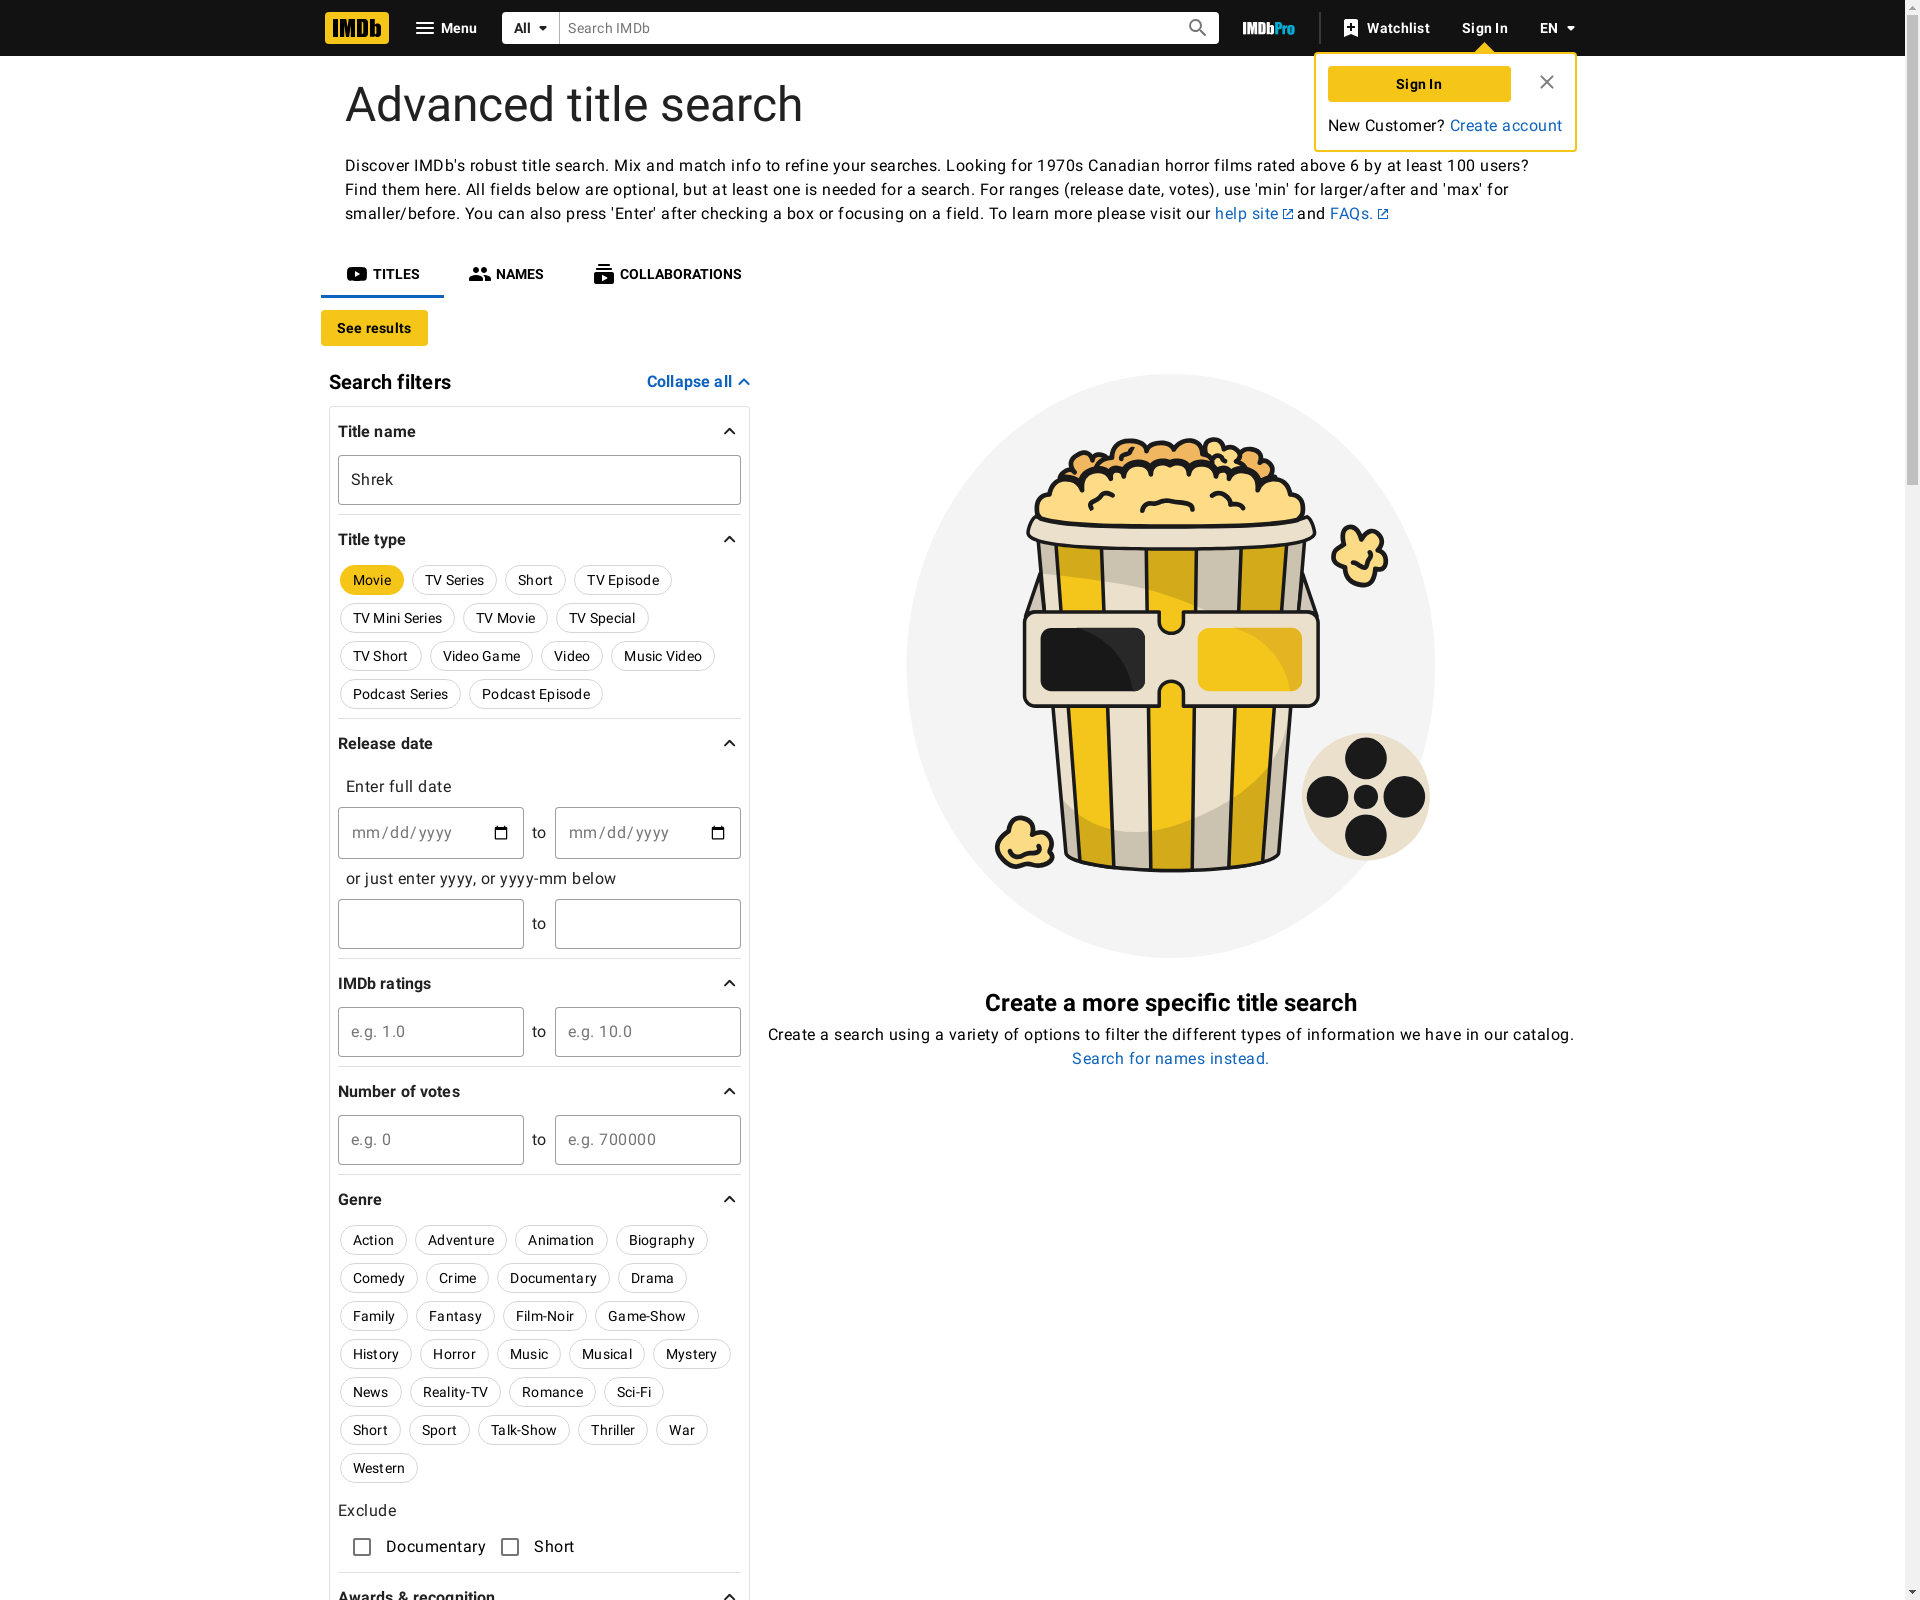 IMDb
Menu
All
Search IMDb
IMDbPro
Watchlist
Sign In
EN
Sign In
New Customer? Create account
Advanced title search
Discover IMDb's robust title search. Mix and match info to refine your searches. Looking for 1970s Canadian horror films rated above 6 by at least 100 users?
Find them here. All fields below are optional, but at least one is needed for a search. For ranges (release date, votes), use 'min' for larger/after and 'max' for
smaller/before. You can also press 'Enter' after checking a box or focusing on a field. To learn more please visit our help site and FAQs.
TITLES
NAMES
COLLABORATIONS
See results
Search filters
Collapse all
Title name
Shrek
Title type
Movie TV Series Short TV Episode
TV Mini Series TV Movie TV Special
TV Short Video Game Video Music Video
Podcast Series Podcast Episode
Release date
Enter full date
mm/dd/yyyy to mm/dd/yyyy
or just enter yyyy, or yyyy-mm below
to
IMDb ratings
e.g. 1.0 to e.g. 10.0
Number of votes
e.g. 0 to e.g. 700000
Genre
Action Adventure Animation Biography
Comedy Crime Documentary Drama
Family Fantasy Film-Noir Game-Show
History Horror Music Musical Mystery
News Reality-TV Romance Sci-Fi
Short Sport Talk-Show Thriller War
Western
Exclude
Documentary Short
Awards & recognition
Create a more specific title search
Create a search using a variety of options to filter the different types of information we have in our catalog.
Search for names instead.